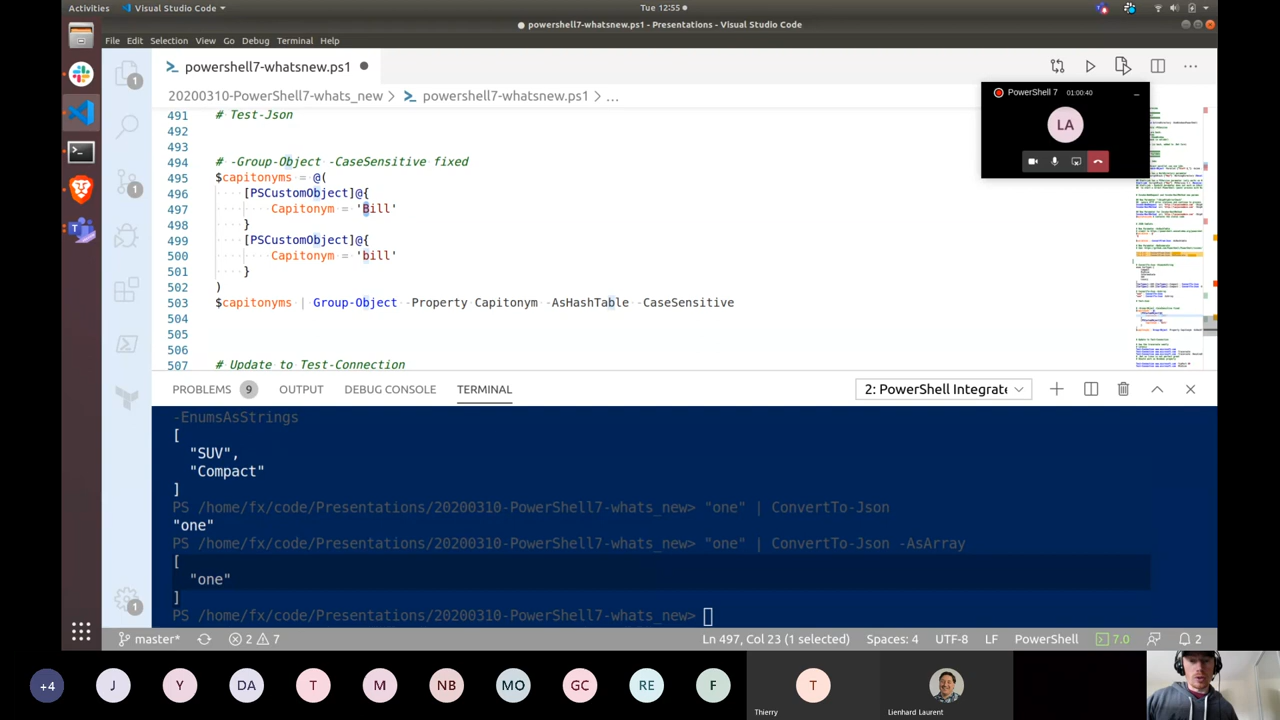 Activities
Visual Studio Code
Tue 12:55
powershell7-whatsnew.ps1 - Presentations - Visual Studio Code
File Edit Selection View Go Debug Terminal Help
powershell7-whatsnew.ps1
20200310-PowerShell7-whats_new > powershell7-whatsnew.ps1 > ...
PowerShell 7 01:00:40
LA
491 # Test-Json
492
493
494 # -Group-Object -CaseSensitive fixed
495 $capitonyms = @(
496 [PSCustomObject]@{
497 Capitonym = 'Bill'
498 }
499 [PSCustomObject]@{
500 Capitonym = 'bill'
501 }
502 )
503 $capitonyms | Group-Object -Property Capitonym -AsHashTable -CaseSensitive
504
505
506
507 # Update to Test-Connection
PROBLEMS 9 OUTPUT DEBUG CONSOLE TERMINAL
2: PowerShell Integrate
-EnumsAsStrings
[
"SUV",
"Compact"
]
PS /home/fx/code/Presentations/20200310-PowerShell7-whats_new> "one" | ConvertTo-Json
"one"
PS /home/fx/code/Presentations/20200310-PowerShell7-whats_new> "one" | ConvertTo-Json -AsArray
[
"one"
]
PS /home/fx/code/Presentations/20200310-PowerShell7-whats_new>
master* 2 7 Ln 497, Col 23 (1 selected) Spaces: 4 UTF-8 LF PowerShell 7.0 2
+4 J Y DA T M NB MO GC RE F T
Thierry
Lienhard Laurent